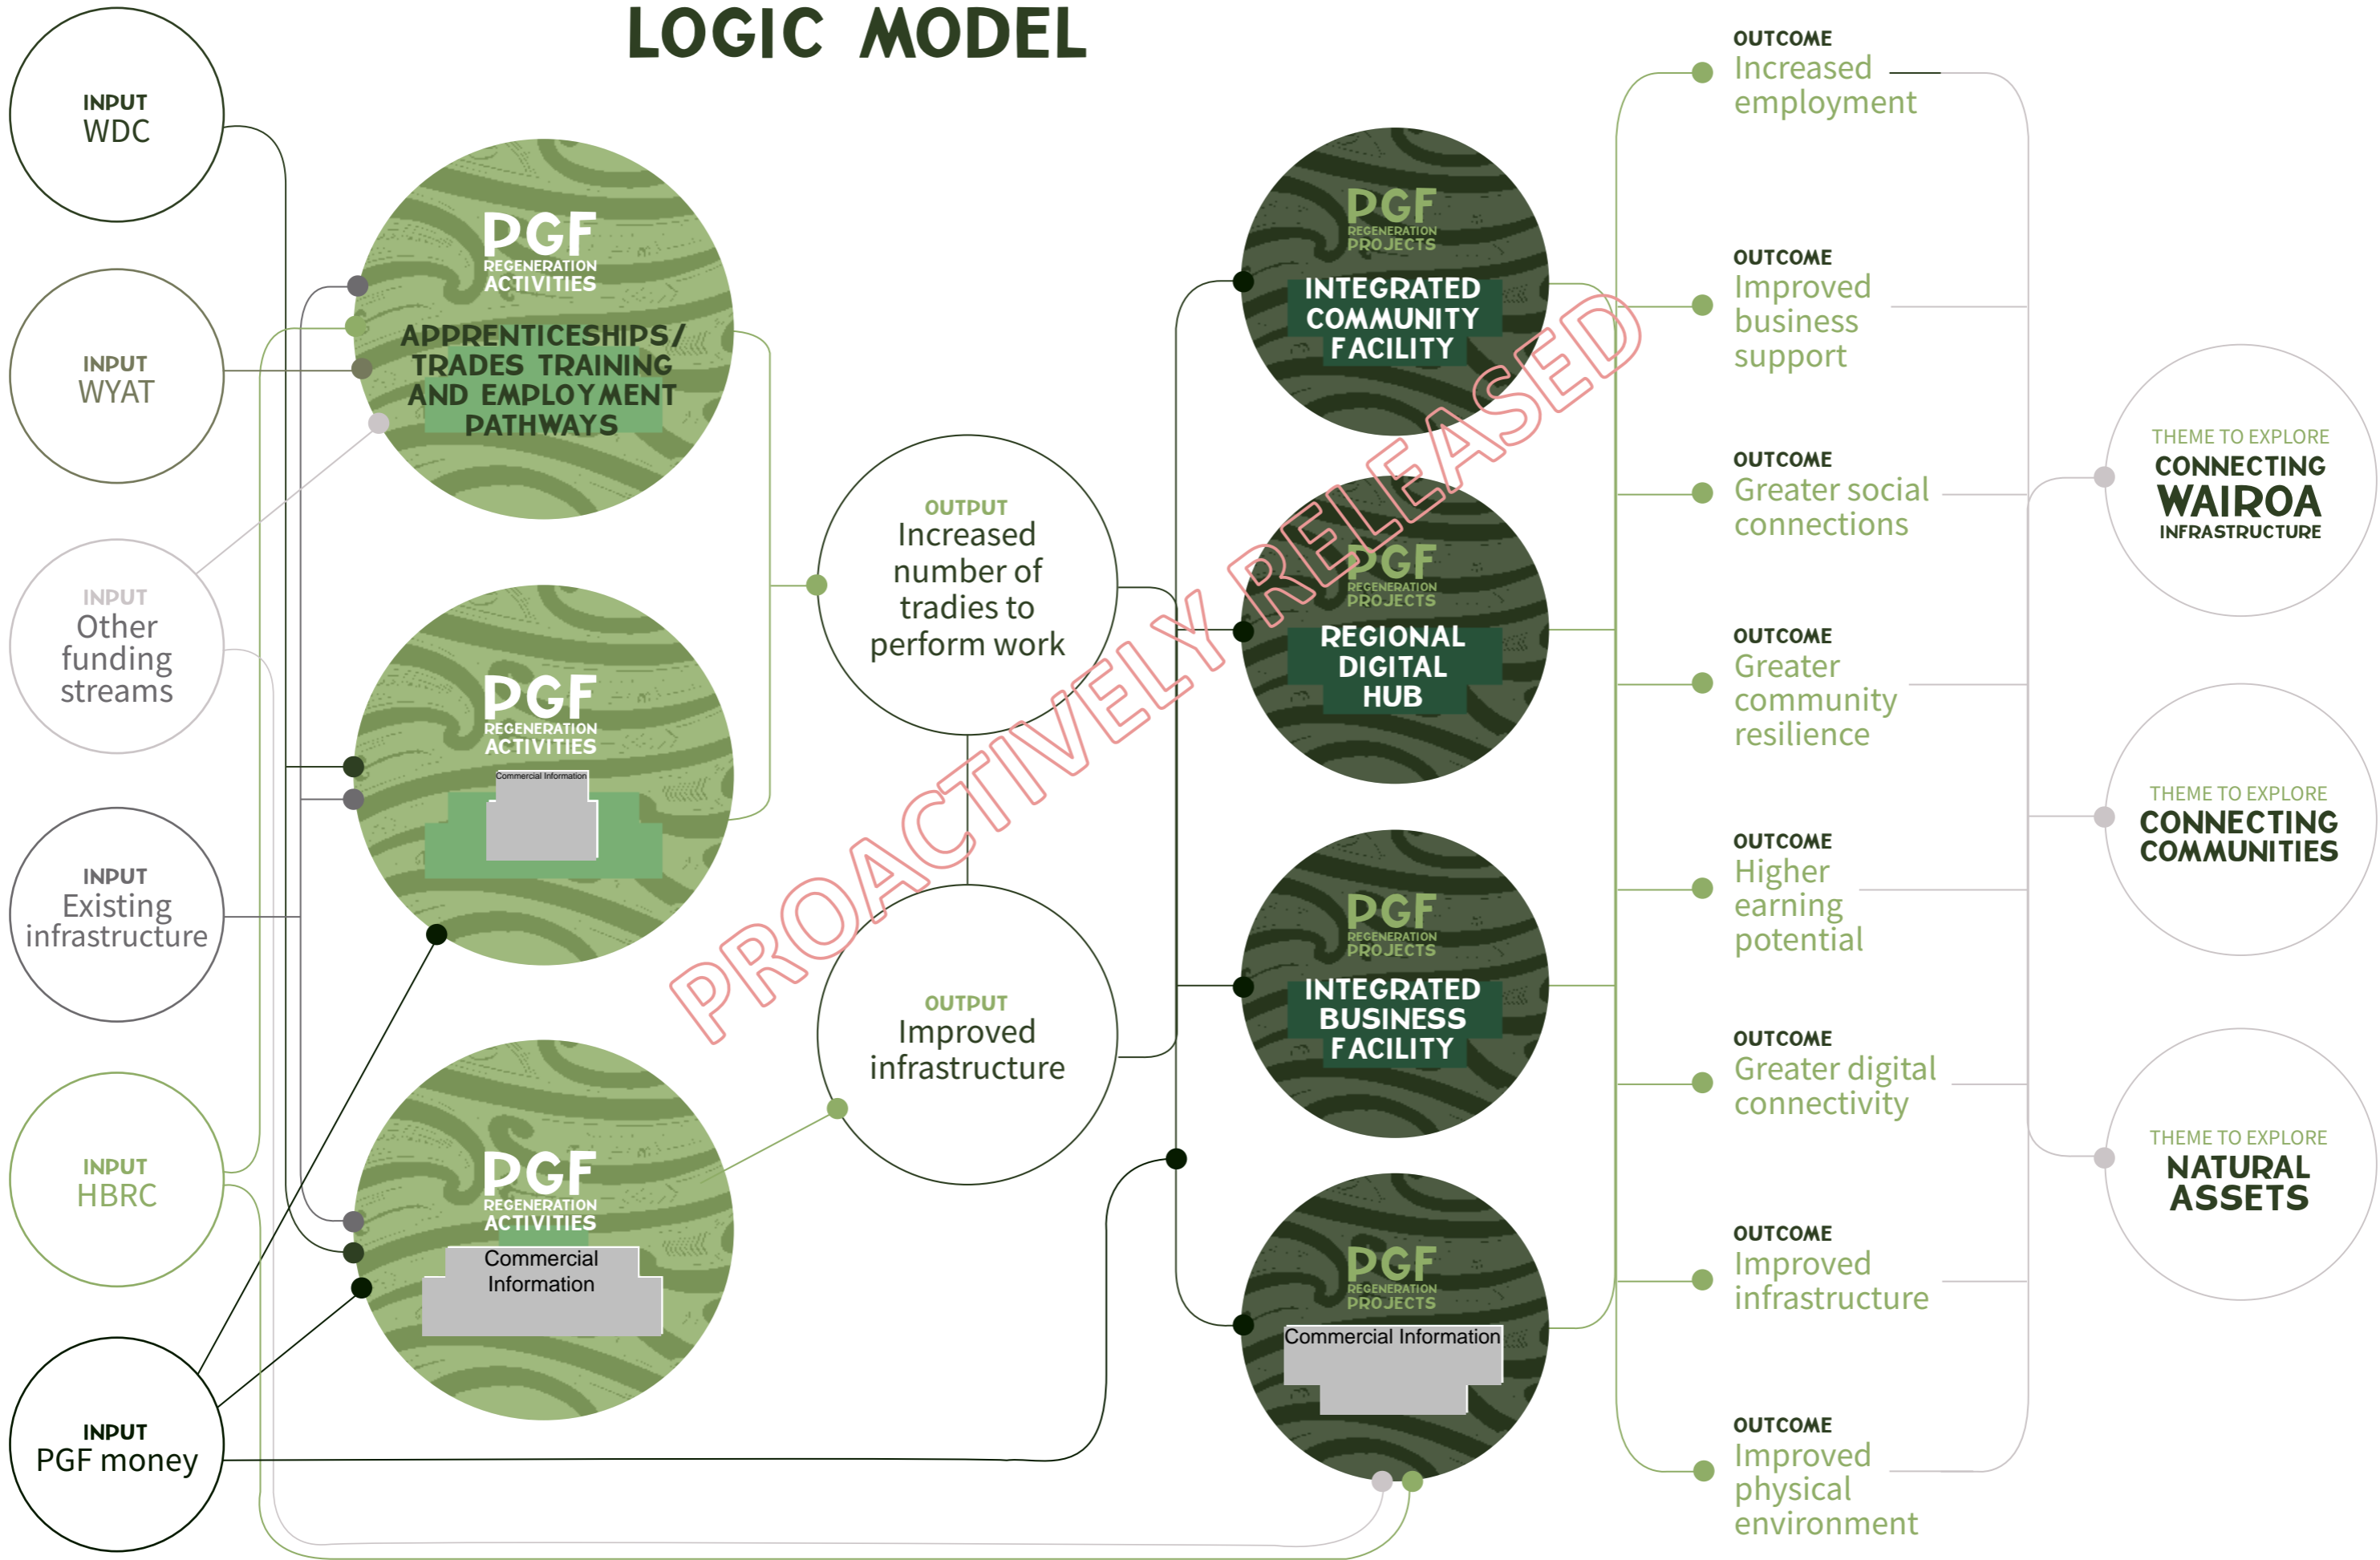 LOGIC MODEL
INPUT
WDC
INPUT
WYAT
INPUT
Other
funding
streams
INPUT
Existing
infrastructure
INPUT
HBRC
INPUT
PGF money
PGF
REGENERATION
ACTIVITIES
APPRENTICESHIPS/
TRADES TRAINING
AND EMPLOYMENT
PATHWAYS
PGF
REGENERATION
ACTIVITIES
Commercial Information
PGF
REGENERATION
ACTIVITIES
Commercial
Information
OUTPUT
Increased
number of
tradies to
perform work
OUTPUT
Improved
infrastructure
PROACTIVELY RELEASED
PGF
REGENERATION
PROJECTS
INTEGRATED
COMMUNITY
FACILITY
PGF
REGENERATION
PROJECTS
REGIONAL
DIGITAL
HUB
PGF
REGENERATION
PROJECTS
INTEGRATED
BUSINESS
FACILITY
PGF
REGENERATION
PROJECTS
Commercial Information
OUTCOME
Increased
employment
OUTCOME
Improved
business
support
OUTCOME
Greater social
connections
OUTCOME
Greater
community
resilience
OUTCOME
Higher
earning
potential
OUTCOME
Greater digital
connectivity
OUTCOME
Improved
infrastructure
OUTCOME
Improved
physical
environment
THEME TO EXPLORE
CONNECTING
WAIROA
INFRASTRUCTURE
THEME TO EXPLORE
CONNECTING
COMMUNITIES
THEME TO EXPLORE
NATURAL
ASSETS